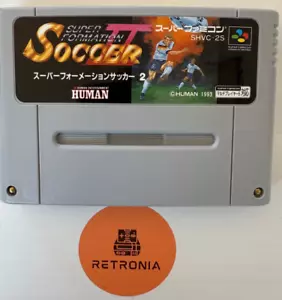 SUPER
FORMATION
SOCCER II
スーパーファミコン
SHVC-2S
スーパーフォーメーションサッカー 2
HUMAN
©HUMAN 1993
RETRONIA